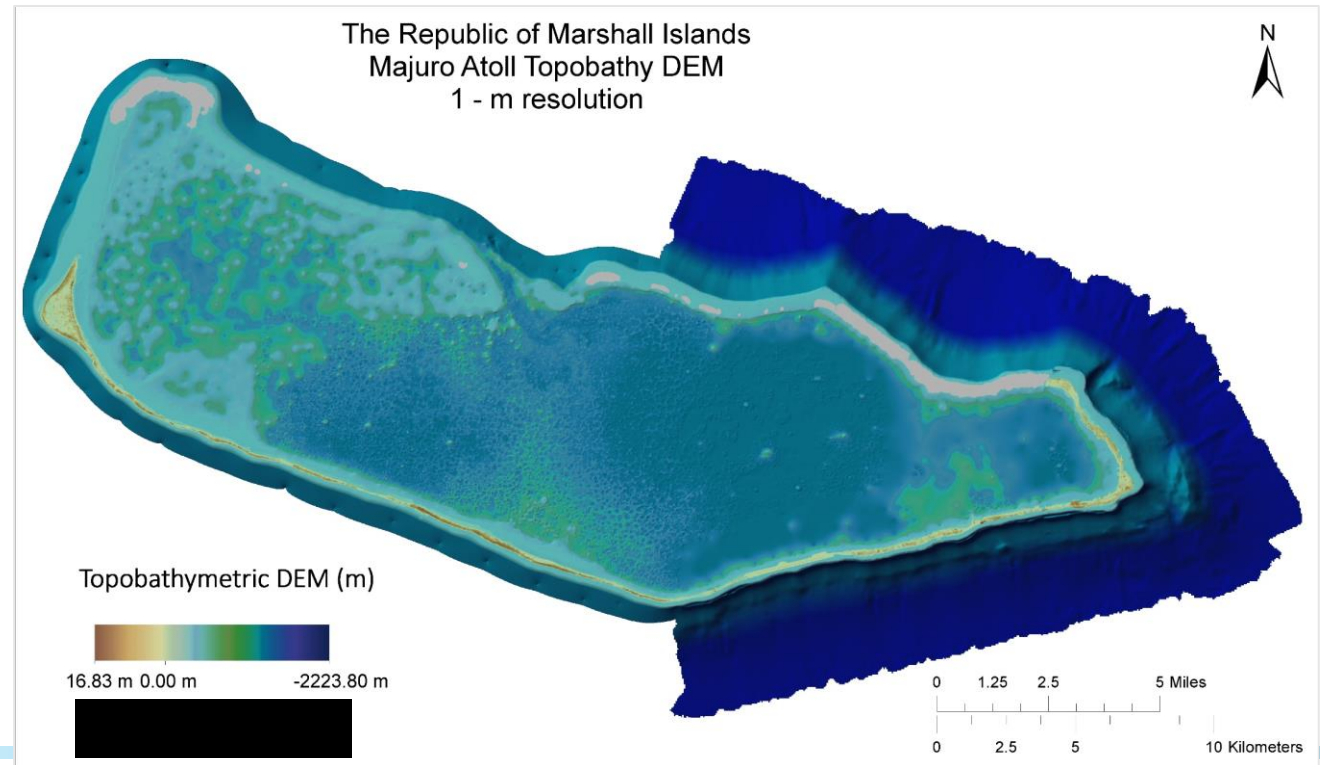 The Republic of Marshall Islands
Majuro Atoll Topobathy DEM
1 - m resolution
N
Topobathymetric DEM (m)
16.83 m 0.00 m -2223.80 m
0 1.25 2.5 5 Miles
0 2.5 5 10 Kilometers